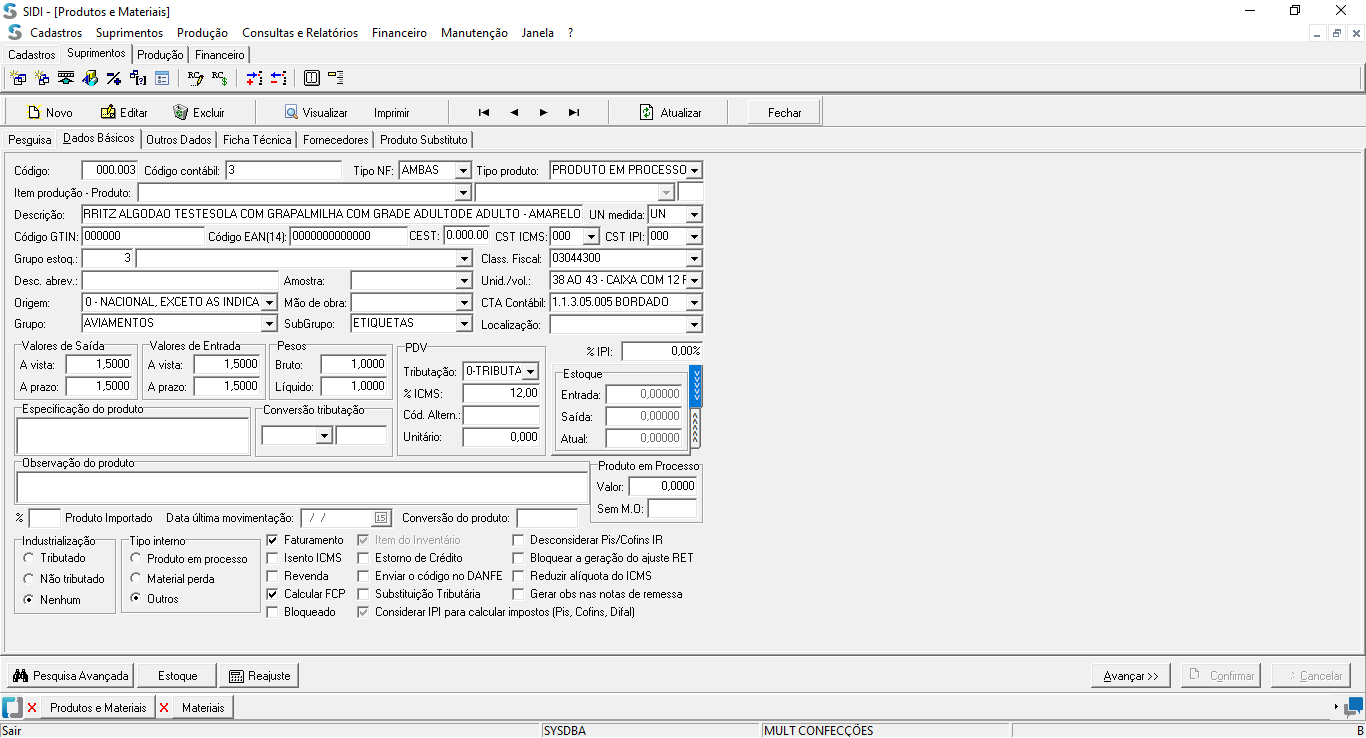 SIDI - [Produtos e Materiais]
Cadastros Suprimentos Produção Consultas e Relatórios Financeiro Manutenção Janela ?
Cadastros Suprimentos Produção Financeiro
Novo Editar Excluir Visualizar Imprimir Atualizar Fechar
Pesquisa Dados Básicos Outros Dados Ficha Técnica Fornecedores Produto Substituto
Código: 000.003 Código contábil: 3 Tipo NF: AMBAS Tipo produto: PRODUTO EM PROCESSO
Item produção - Produto:
Descrição: RRITZ ALGODAO TESTESOLA COM GRAPALMILHA COM GRADE ADULTODE ADULTO - AMARELO UN medida: UN
Código GTIN: 000000 Código EAN(14): 0000000000000 CEST: 0.000.00 CST ICMS: 000 CST IPI: 000
Grupo estoq.: 3 Class. Fiscal: 03044300
Desc. abrev.: Amostra: Unid./vol.: 38 AO 43 - CAIXA COM 12 F
Origem: 0 - NACIONAL, EXCETO AS INDICA Mão de obra: CTA Contábil: 1.1.3.05.005 BORDADO
Grupo: AVIAMENTOS SubGrupo: ETIQUETAS Localização:
Valores de Saída Valores de Entrada Pesos PDV % IPI: 0,00%
A vista: 1,5000 A vista: 1,5000 Bruto: 1,0000 Tributação: 0-TRIBUTA Estoque
A prazo: 1,5000 A prazo: 1,5000 Líquido: 1,0000 % ICMS: 12,00 Entrada: 0,00000
Especificação do produto Conversão tributação Cód. Altern.: Saída: 0,00000
Unitário: 0,000 Atual: 0,00000
Observação do produto Produto em Processo
Valor: 0,0000
Sem M.O:
% Produto Importado Data última movimentação: / / 15 Conversão do produto:
Industrialização Tipo interno Faturamento Item do Inventário Desconsiderar Pis/Cofins IR
Tributado Produto em processo Isento ICMS Estorno de Crédito Bloquear a geração do ajuste RET
Não tributado Material perda Revenda Enviar o código no DANFE Reduzir alíquota do ICMS
Nenhum Outros Calcular FCP Substituição Tributária Gerar obs nas notas de remessa
Bloqueado Considerar IPI para calcular impostos (Pis, Cofins, Difal)
Pesquisa Avançada Estoque Reajuste Avançar >> Confirmar Cancelar
Produtos e Materiais Materiais
Sair SYSDBA MULT CONFECÇÕES B